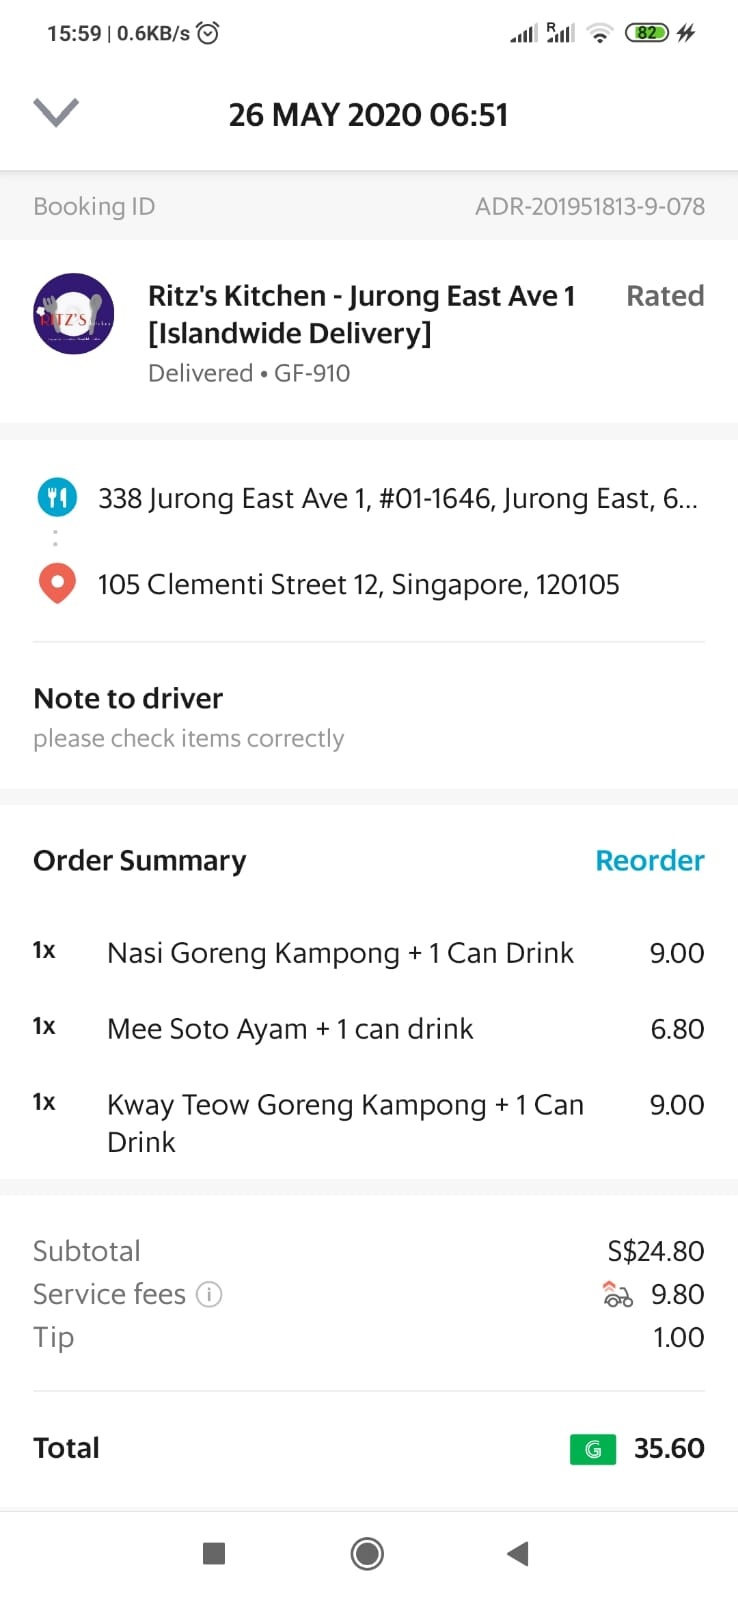 15:59 | 0.6KB/s
R
82
26 MAY 2020 06:51
Booking ID ADR-201951813-9-078
Ritz's Kitchen - Jurong East Ave 1 Rated
[Islandwide Delivery]
RITZ'S
Delivered • GF-910
338 Jurong East Ave 1, #01-1646, Jurong East, 6...
105 Clementi Street 12, Singapore, 120105
Note to driver
please check items correctly
Order Summary Reorder
1x Nasi Goreng Kampong + 1 Can Drink 9.00
1x Mee Soto Ayam + 1 can drink 6.80
1x Kway Teow Goreng Kampong + 1 Can 9.00
Drink
Subtotal S$24.80
Service fees i 9.80
Tip 1.00
Total G 35.60